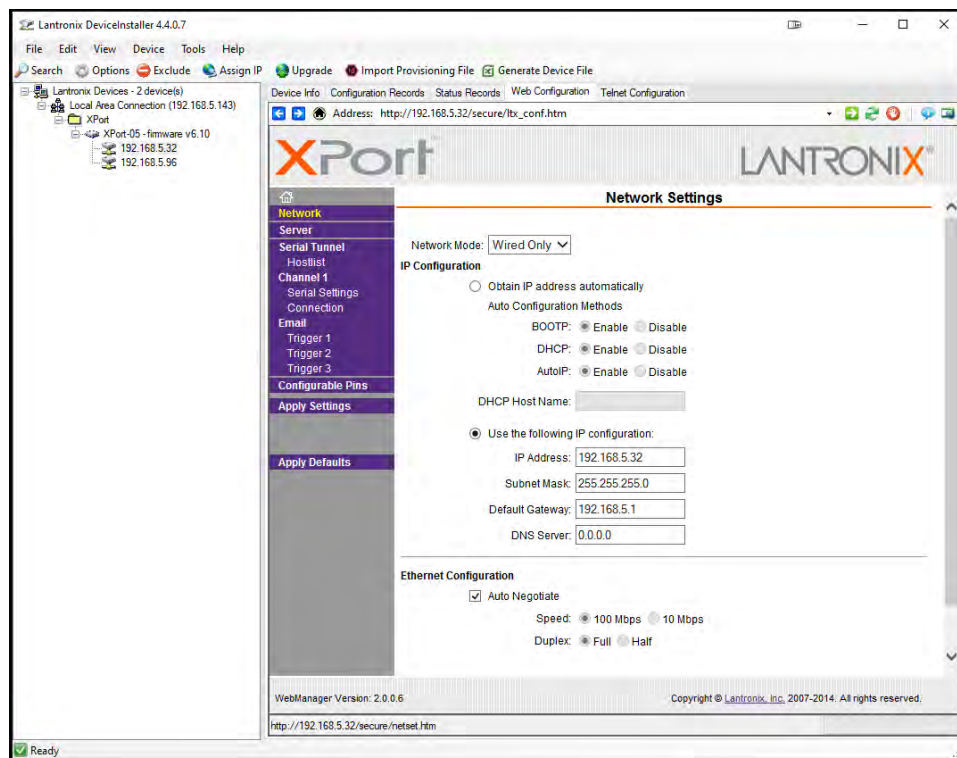 Lantronix DeviceInstaller 4.4.0.7
File Edit View Device Tools Help
Search Options Exclude Assign IP Upgrade Import Provisioning File Generate Device File
Lantronix Devices - 2 device(s)
Local Area Connection (192.168.5.143)
XPort
XPort-05 - firmware v6.10
192.168.5.32
192.168.5.96
Device Info Configuration Records Status Records Web Configuration Telnet Configuration
Address: http://192.168.5.32/secure/ltx_conf.htm
XPort LANTRONIX®
Network
Server
Serial Tunnel
Hostlist
Channel 1
Serial Settings
Connection
Email
Trigger 1
Trigger 2
Trigger 3
Configurable Pins
Apply Settings
Apply Defaults
Network Settings
Network Mode: Wired Only
IP Configuration
Obtain IP address automatically
Auto Configuration Methods
BOOTP: Enable Disable
DHCP: Enable Disable
AutoIP: Enable Disable
DHCP Host Name:
Use the following IP configuration:
IP Address: 192.168.5.32
Subnet Mask: 255.255.255.0
Default Gateway: 192.168.5.1
DNS Server: 0.0.0.0
Ethernet Configuration
Auto Negotiate
Speed: 100 Mbps 10 Mbps
Duplex: Full Half
WebManager Version: 2.0.0.6 Copyright © Lantronix, Inc. 2007-2014. All rights reserved.
http://192.168.5.32/secure/netset.htm
Ready